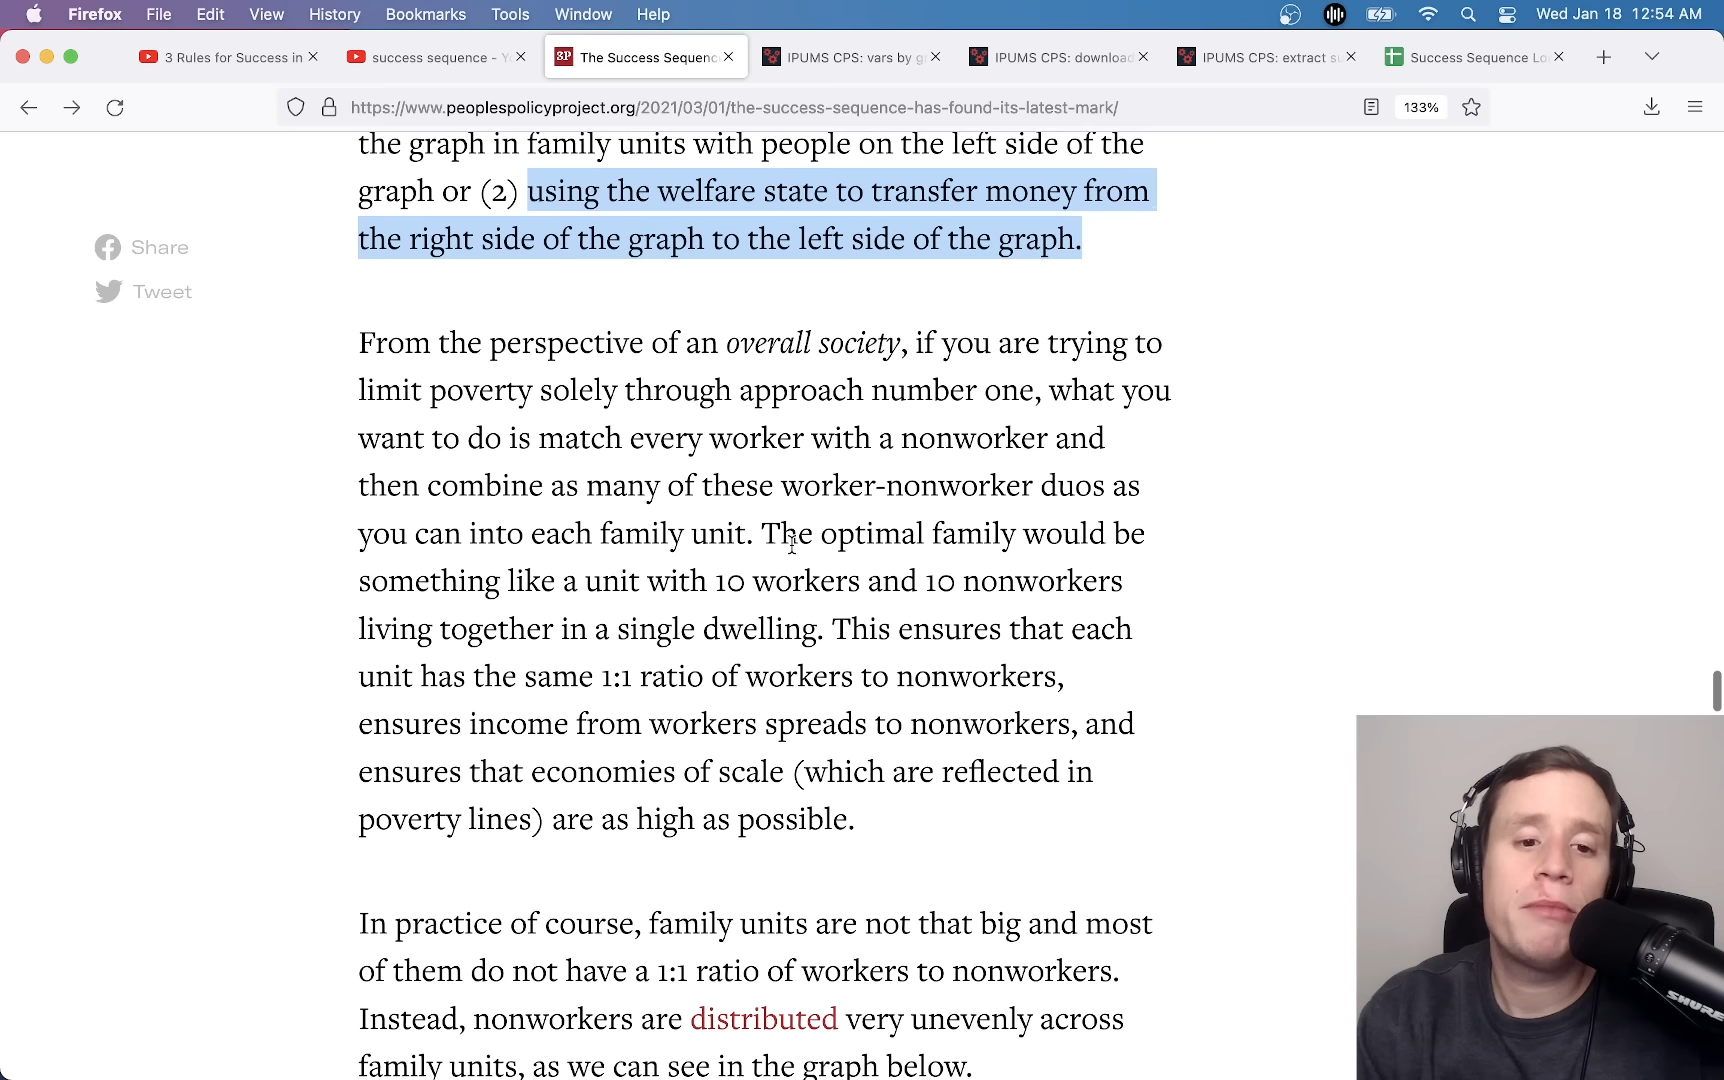 Firefox File Edit View History Bookmarks Tools Window Help Wed Jan 18 12:54 AM
3 Rules for Success in success sequence - Y The Success Sequenc IPUMS CPS: vars by g IPUMS CPS: download IPUMS CPS: extract s Success Sequence Lo
https://www.peoplespolicyproject.org/2021/03/01/the-success-sequence-has-found-its-latest-mark/ 133%
the graph in family units with people on the left side of the
graph or (2) using the welfare state to transfer money from
the right side of the graph to the left side of the graph.
Share
Tweet
From the perspective of an overall society, if you are trying to
limit poverty solely through approach number one, what you
want to do is match every worker with a nonworker and
then combine as many of these worker-nonworker duos as
you can into each family unit. The optimal family would be
something like a unit with 10 workers and 10 nonworkers
living together in a single dwelling. This ensures that each
unit has the same 1:1 ratio of workers to nonworkers,
ensures income from workers spreads to nonworkers, and
ensures that economies of scale (which are reflected in
poverty lines) are as high as possible.
In practice of course, family units are not that big and most
of them do not have a 1:1 ratio of workers to nonworkers.
Instead, nonworkers are distributed very unevenly across
family units, as we can see in the graph below.
SHURE